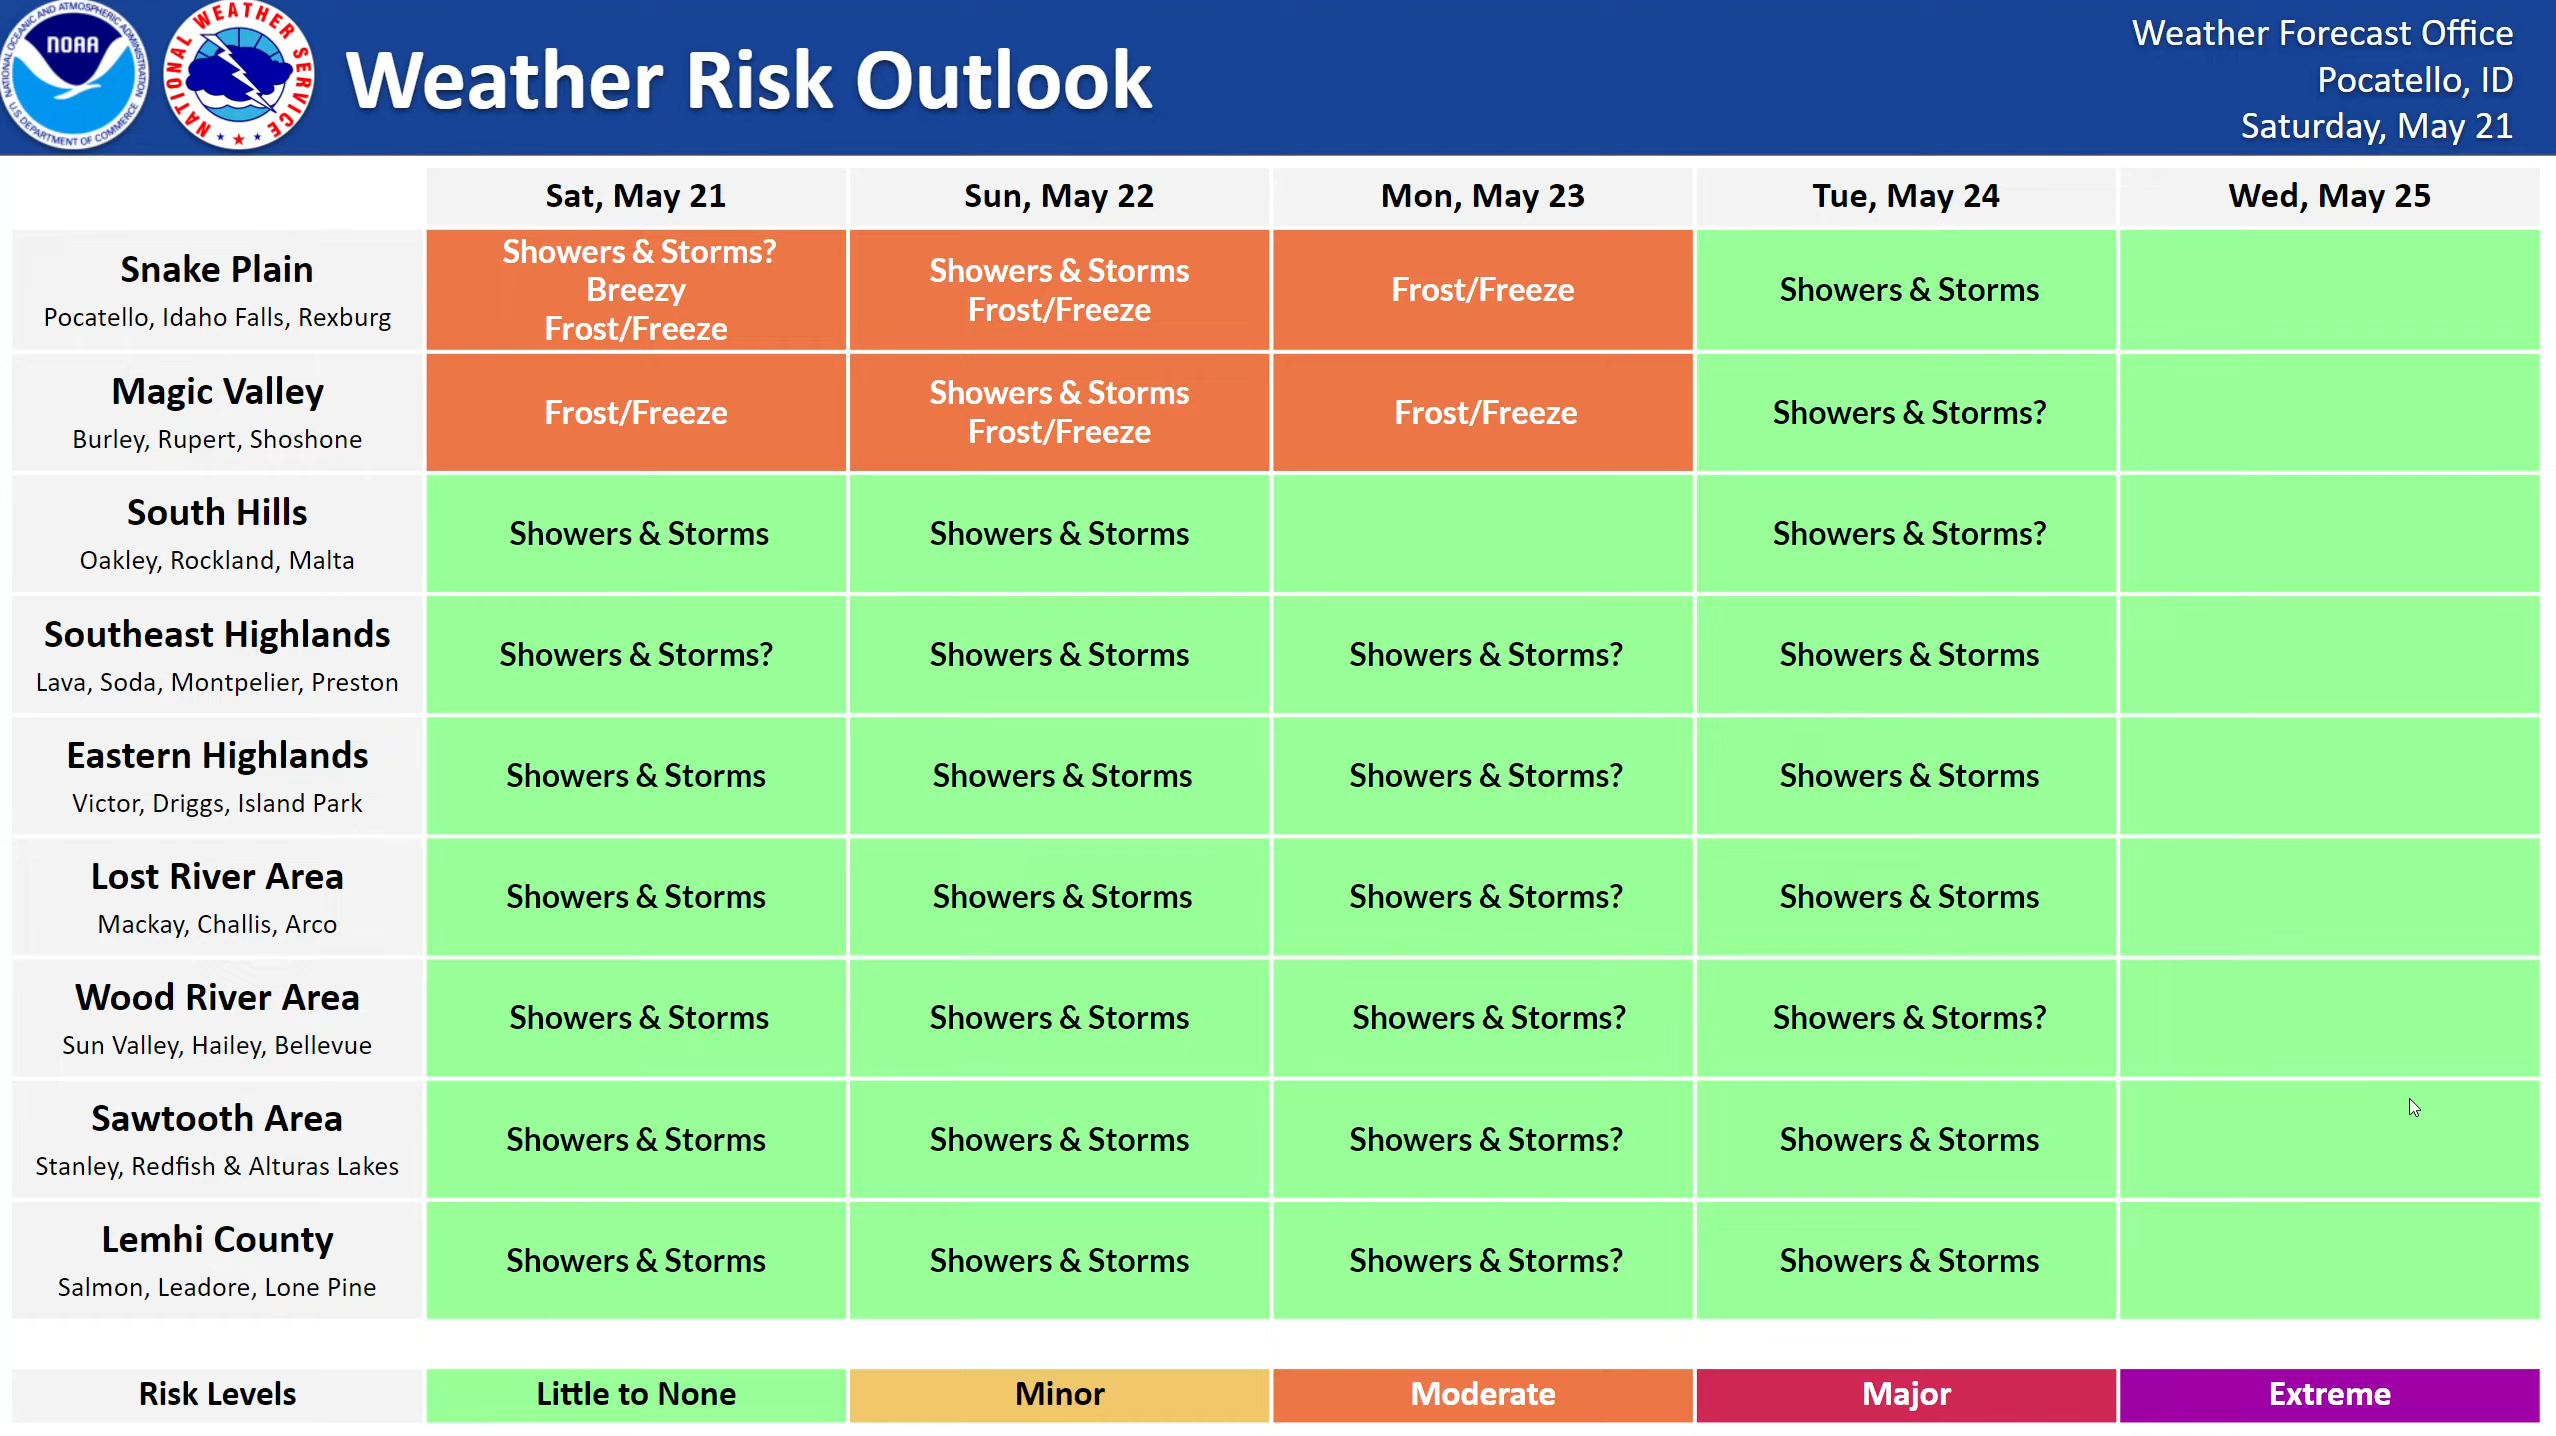 NATIONAL OCEANIC AND ATMOSPHERIC ADMINISTRATION
NOAA
U.S. DEPARTMENT OF COMMERCE
NATIONAL WEATHER SERVICE
Weather Risk Outlook
Weather Forecast Office
Pocatello, ID
Saturday, May 21
Sat, May 21
Sun, May 22
Mon, May 23
Tue, May 24
Wed, May 25
Snake Plain
Pocatello, Idaho Falls, Rexburg
Showers & Storms?
Breezy
Frost/Freeze
Showers & Storms
Frost/Freeze
Frost/Freeze
Showers & Storms
Magic Valley
Burley, Rupert, Shoshone
Frost/Freeze
Showers & Storms
Frost/Freeze
Frost/Freeze
Showers & Storms?
South Hills
Oakley, Rockland, Malta
Showers & Storms
Showers & Storms
Showers & Storms?
Southeast Highlands
Lava, Soda, Montpelier, Preston
Showers & Storms?
Showers & Storms
Showers & Storms?
Showers & Storms
Eastern Highlands
Victor, Driggs, Island Park
Showers & Storms
Showers & Storms
Showers & Storms?
Showers & Storms
Lost River Area
Mackay, Challis, Arco
Showers & Storms
Showers & Storms
Showers & Storms?
Showers & Storms
Wood River Area
Sun Valley, Hailey, Bellevue
Showers & Storms
Showers & Storms
Showers & Storms?
Showers & Storms?
Sawtooth Area
Stanley, Redfish & Alturas Lakes
Showers & Storms
Showers & Storms
Showers & Storms?
Showers & Storms
Lemhi County
Salmon, Leadore, Lone Pine
Showers & Storms
Showers & Storms
Showers & Storms?
Showers & Storms
Risk Levels
Little to None
Minor
Moderate
Major
Extreme